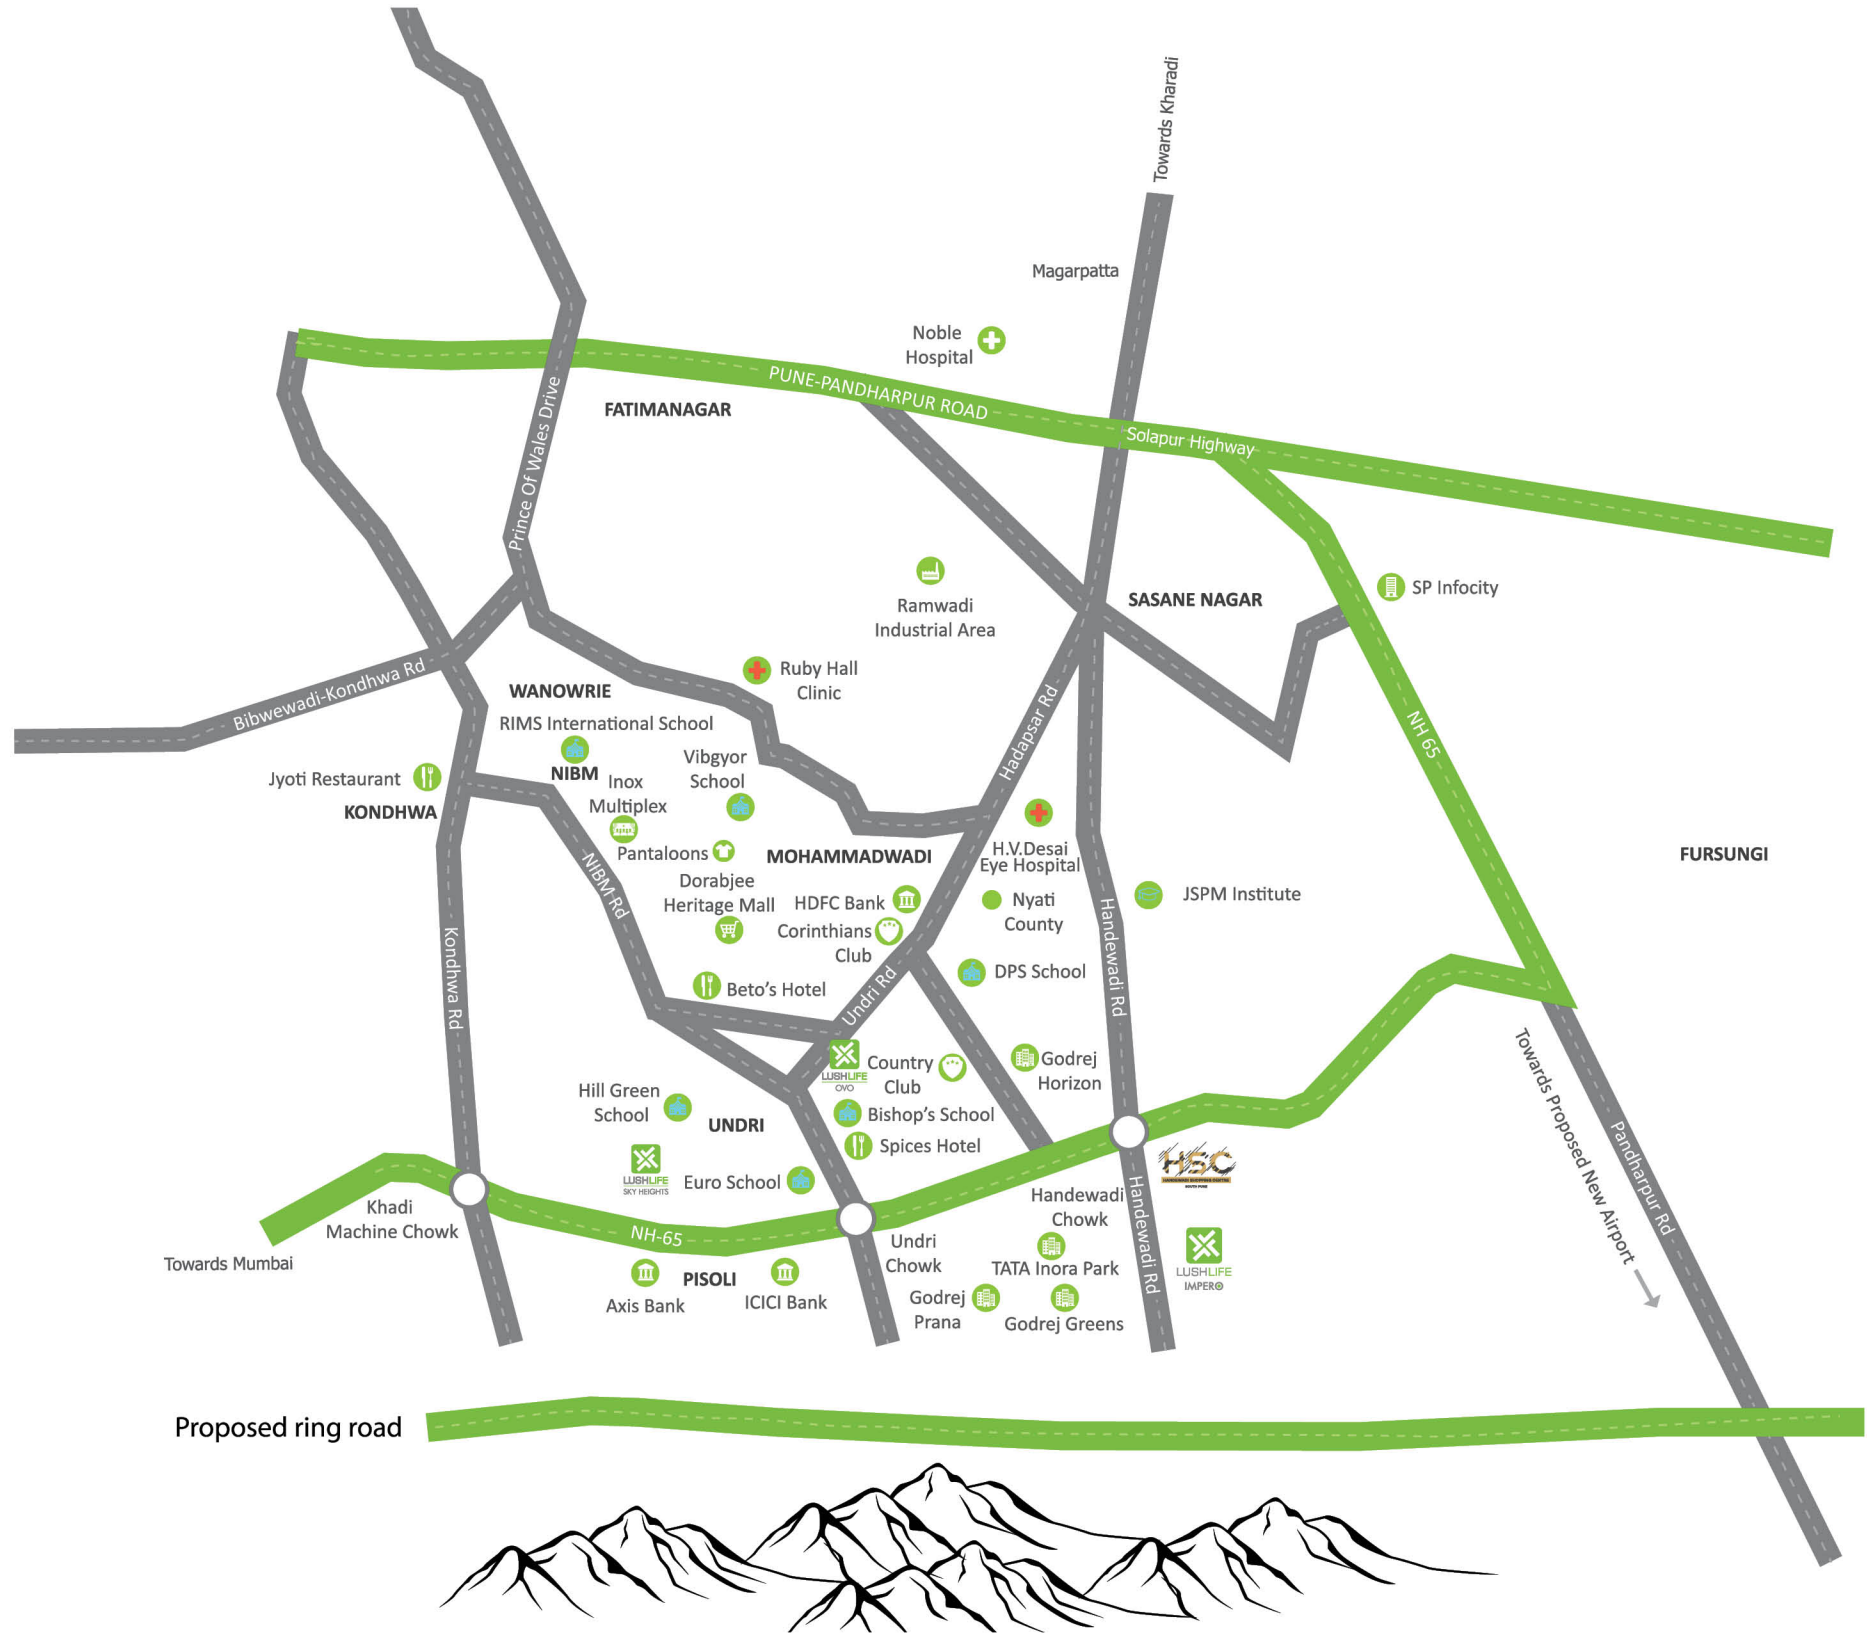 Towards Kharadi
Magarpatta
Noble
Hospital
PUNE-PANDHARPUR ROAD
Solapur Highway
FATIMANAGAR
Prince Of Wales Drive
Ramwadi
Industrial Area
SASANE NAGAR
SP Infocity
Bibwewadi-Kondhwa Rd
Ruby Hall
Clinic
WANOWRIE
RIMS International School
NIBM
Vibgyor
School
Inox
Multiplex
Jyoti Restaurant
KONDHWA
Hadapsar Rd
NH 65
Pantaloons
MOHAMMADWADI
H.V.Desai
Eye Hospital
FURSUNGI
Dorabjee
Heritage Mall
NIBM Rd
HDFC Bank
Nyati
County
JSPM Institute
Handewadi Rd
Corinthians
Club
Kondhwa Rd
DPS School
Beto's Hotel
Undri Rd
LUSHLIFE
OVO
Country
Club
Godrej
Horizon
Hill Green
School
UNDRI
Bishop's School
Spices Hotel
LUSHLIFE
SKY HEIGHTS
Euro School
HSC
HANDEWADI SHOPPING CENTRE
SOUTH PUNE
Towards Proposed New Airport
Pandharpur Rd
Khadi
Machine Chowk
Towards Mumbai
NH-65
Undri
Chowk
Handewadi
Chowk
Handewadi Rd
TATA Inora Park
LUSHLIFE
IMPERO
Axis Bank
PISOLI
ICICI Bank
Godrej
Prana
Godrej Greens
Proposed ring road